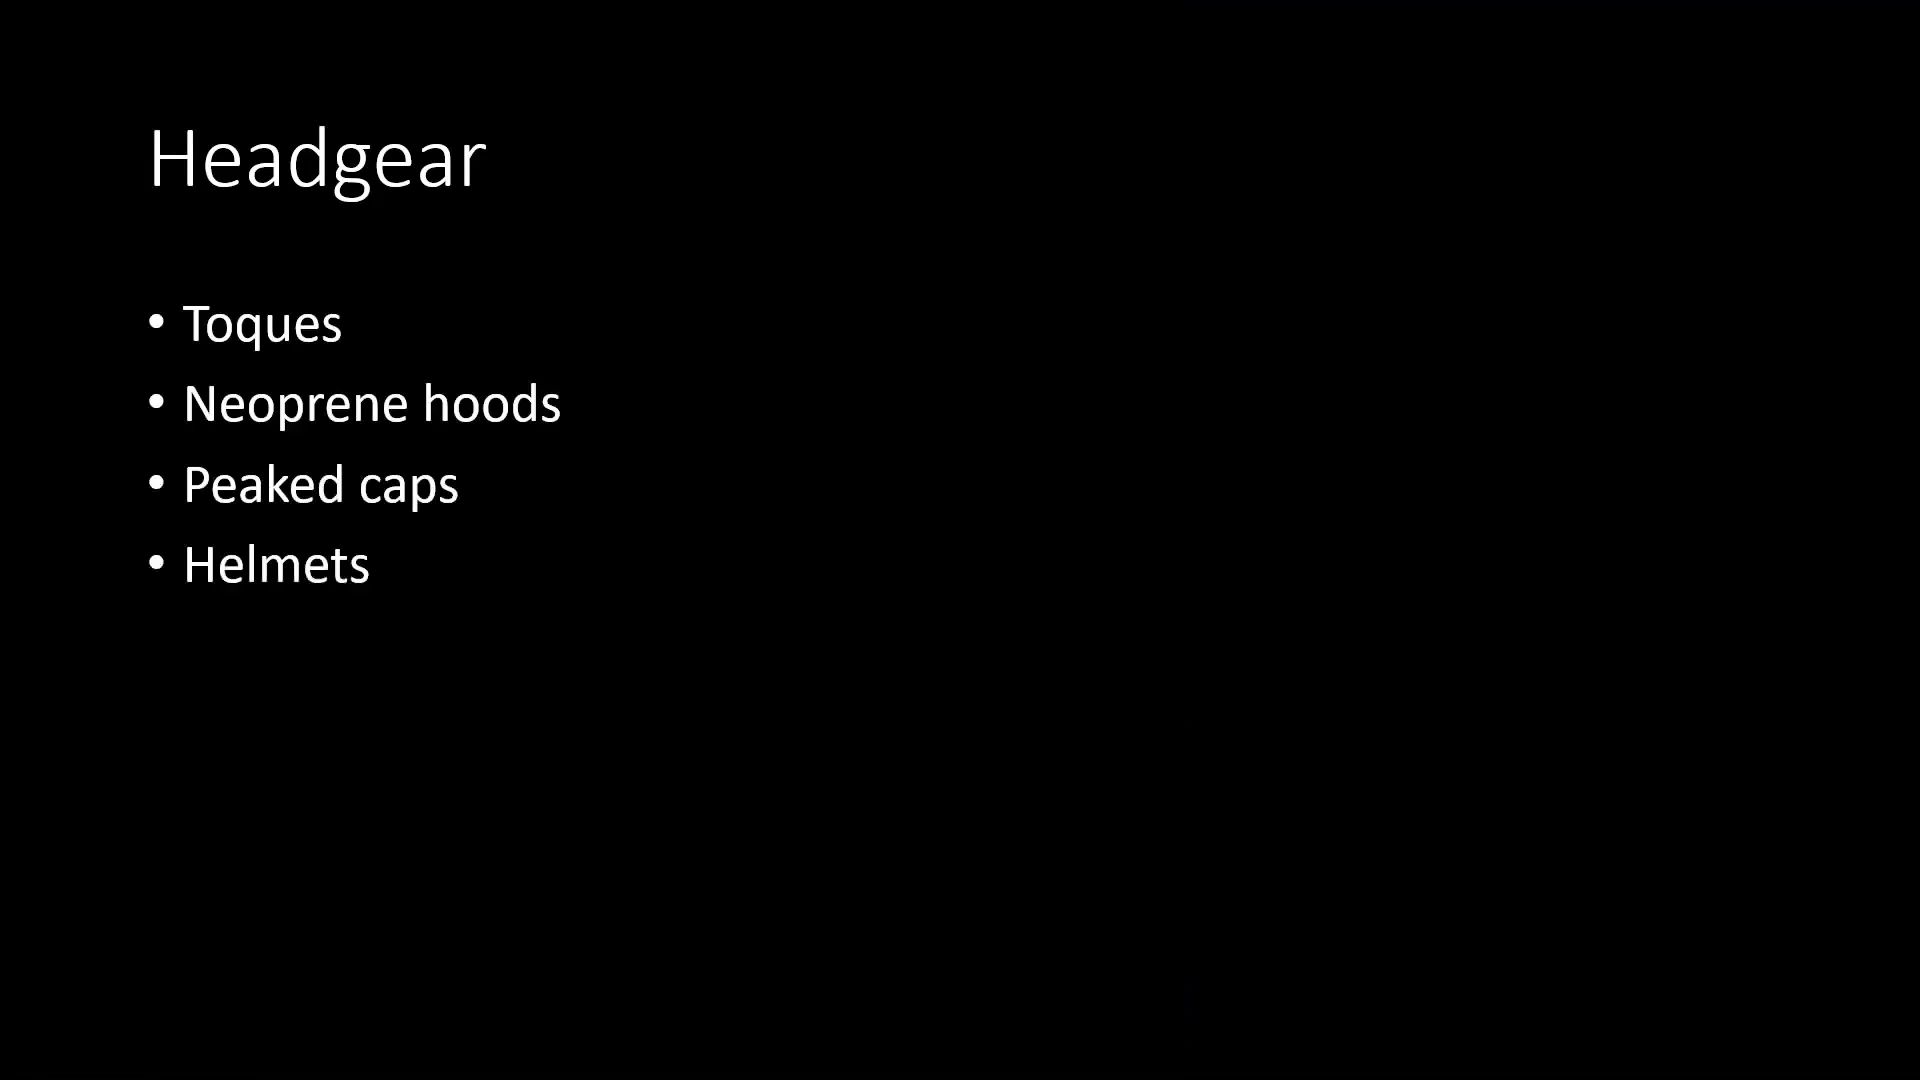 Headgear
• Toques
• Neoprene hoods
• Peaked caps
• Helmets